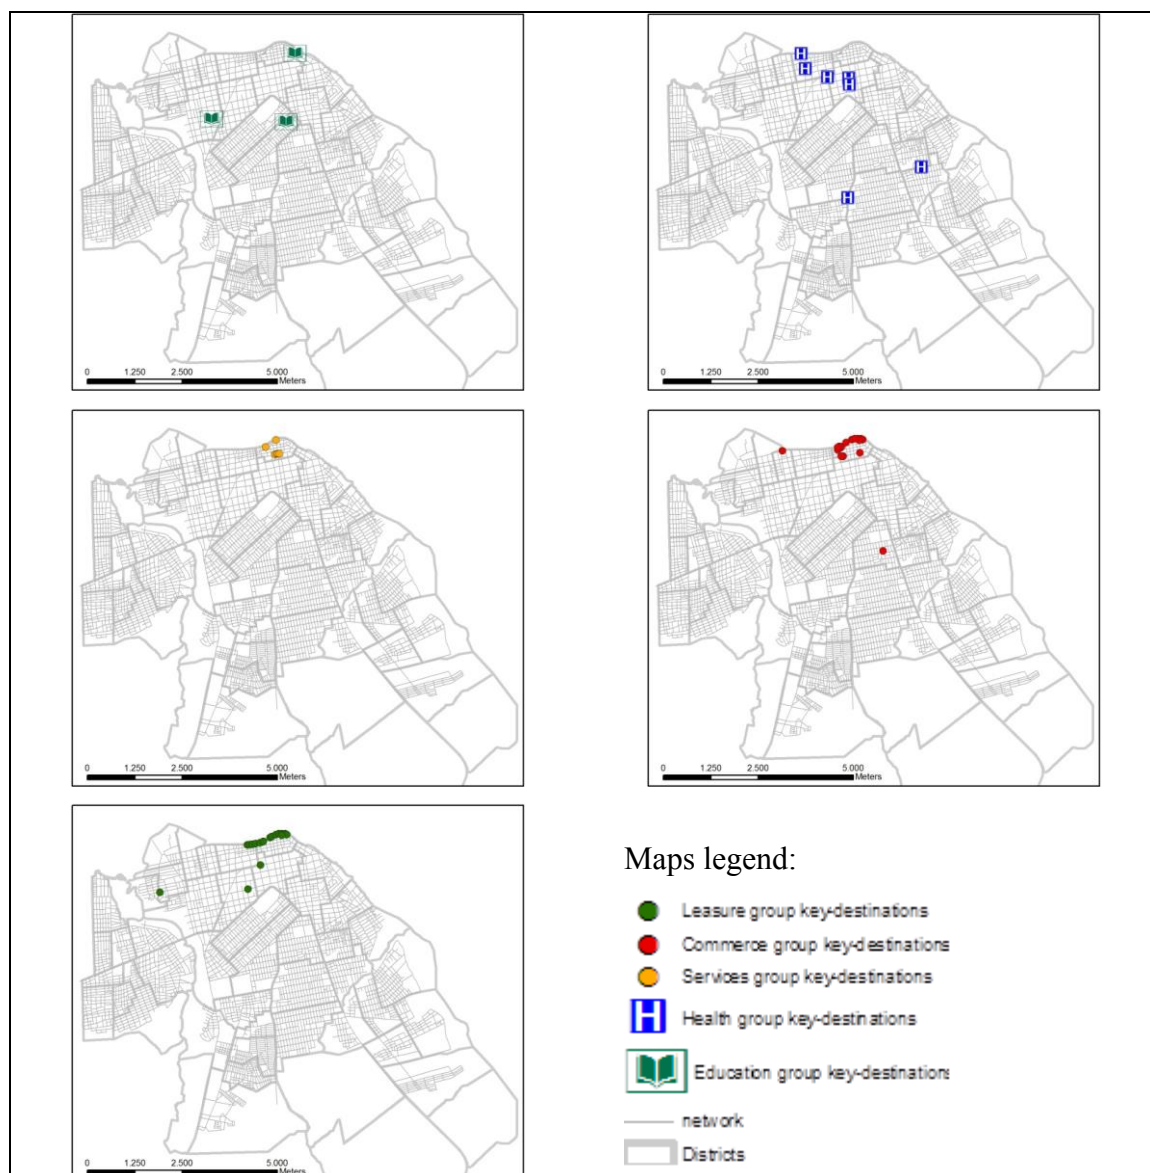 0 1.250 2.500 5.000
Meters
0 1.250 2.500 5.000
Meters
0 1.250 2.500 5.000
Meters
0 1.250 2.500 5.000
Meters
0 1.250 2.500 5.000
Meters
Maps legend:
Leasure group key-destinations
Commerce group key-destinations
Services group key-destinations
H Health group key-destinations
Education group key-destinations
network
Districts